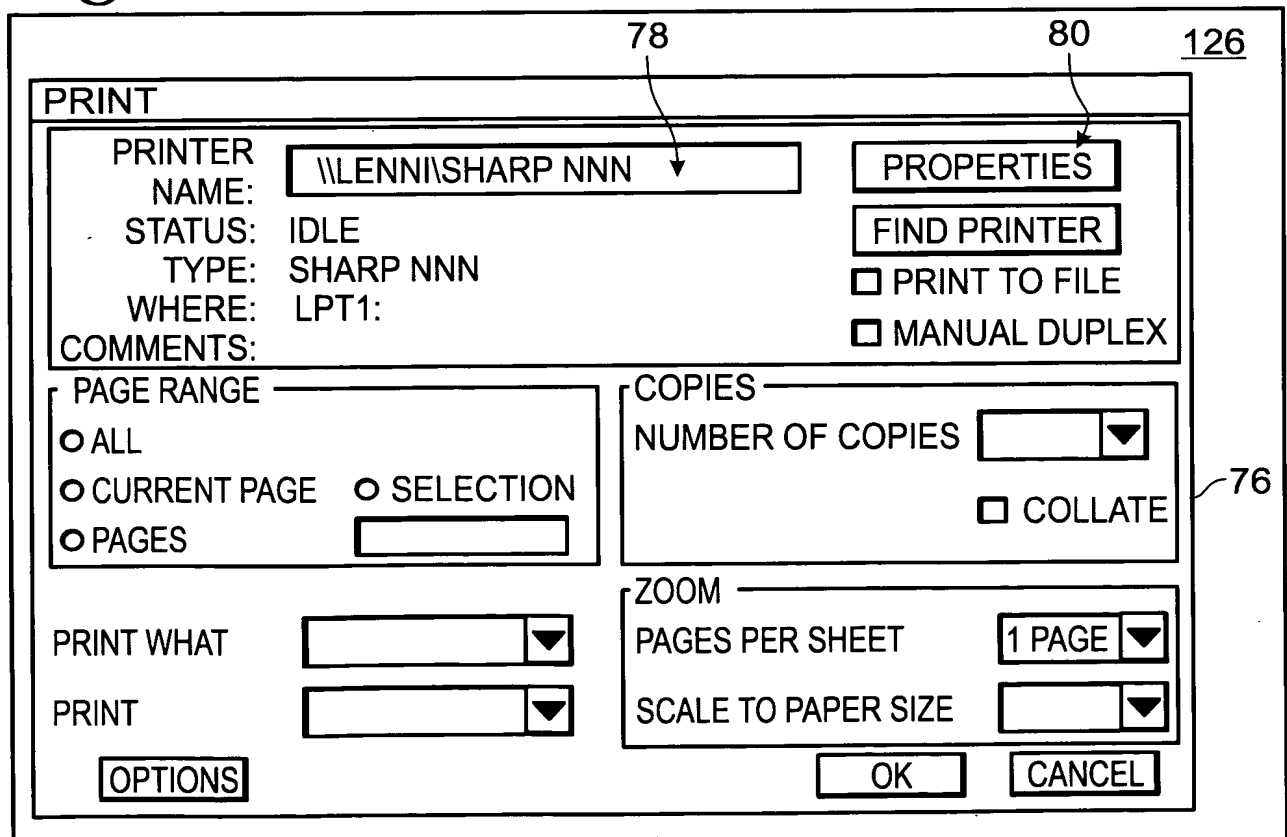 78 80 126
PRINT
PRINTER NAME: \\LENNI\SHARP NNN PROPERTIES
STATUS: IDLE FIND PRINTER
TYPE: SHARP NNN PRINT TO FILE
WHERE: LPT1: MANUAL DUPLEX
COMMENTS:
PAGE RANGE
ALL
CURRENT PAGE SELECTION
PAGES
COPIES
NUMBER OF COPIES
COLLATE
76
PRINT WHAT
PRINT
ZOOM
PAGES PER SHEET 1 PAGE
SCALE TO PAPER SIZE
OPTIONS OK CANCEL